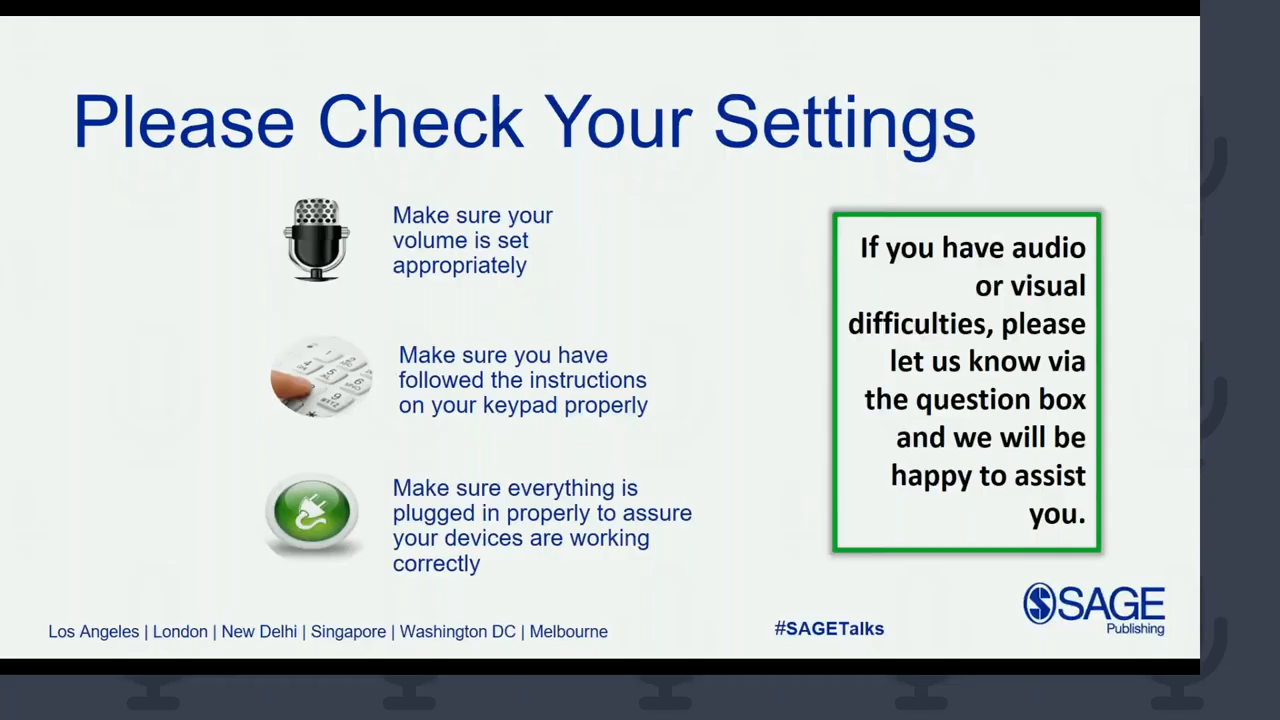 Please Check Your Settings
Make sure your
volume is set
appropriately
Make sure you have
followed the instructions
on your keypad properly
Make sure everything is
plugged in properly to assure
your devices are working
correctly
If you have audio
or visual
difficulties, please
let us know via
the question box
and we will be
happy to assist
you.
Los Angeles | London | New Delhi | Singapore | Washington DC | Melbourne
#SAGETalks
SAGE
Publishing